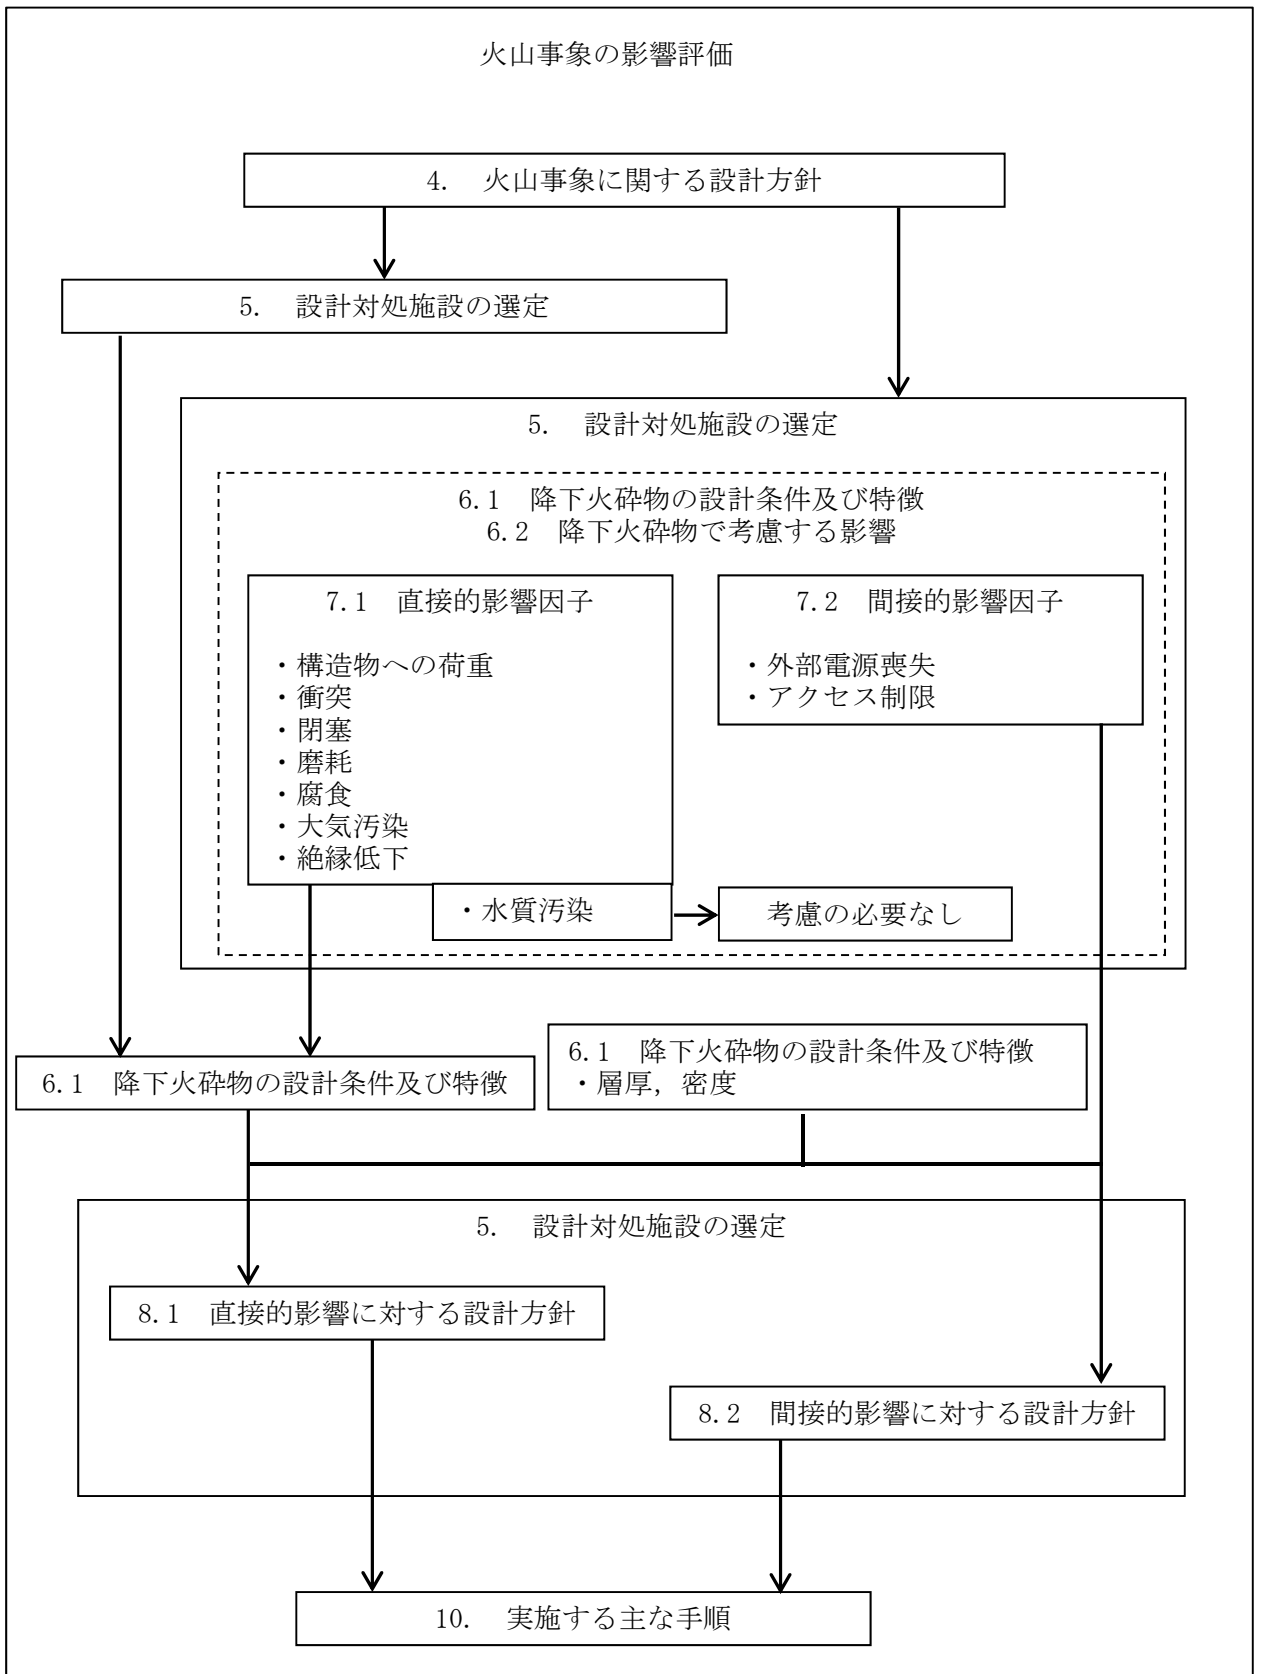 火山事象の影響評価
4.　火山事象に関する設計方針
5.　設計対処施設の選定
5.　設計対処施設の選定
6.1　降下火砕物の設計条件及び特徴
6.2　降下火砕物で考慮する影響
7.1　直接的影響因子
・構造物への荷重
・衝突
・閉塞
・磨耗
・腐食
・大気汚染
・絶縁低下
・水質汚染
7.2　間接的影響因子
・外部電源喪失
・アクセス制限
考慮の必要なし
6.1　降下火砕物の設計条件及び特徴
6.1　降下火砕物の設計条件及び特徴
・層厚，密度
5.　設計対処施設の選定
8.1　直接的影響に対する設計方針
8.2　間接的影響に対する設計方針
10.　実施する主な手順